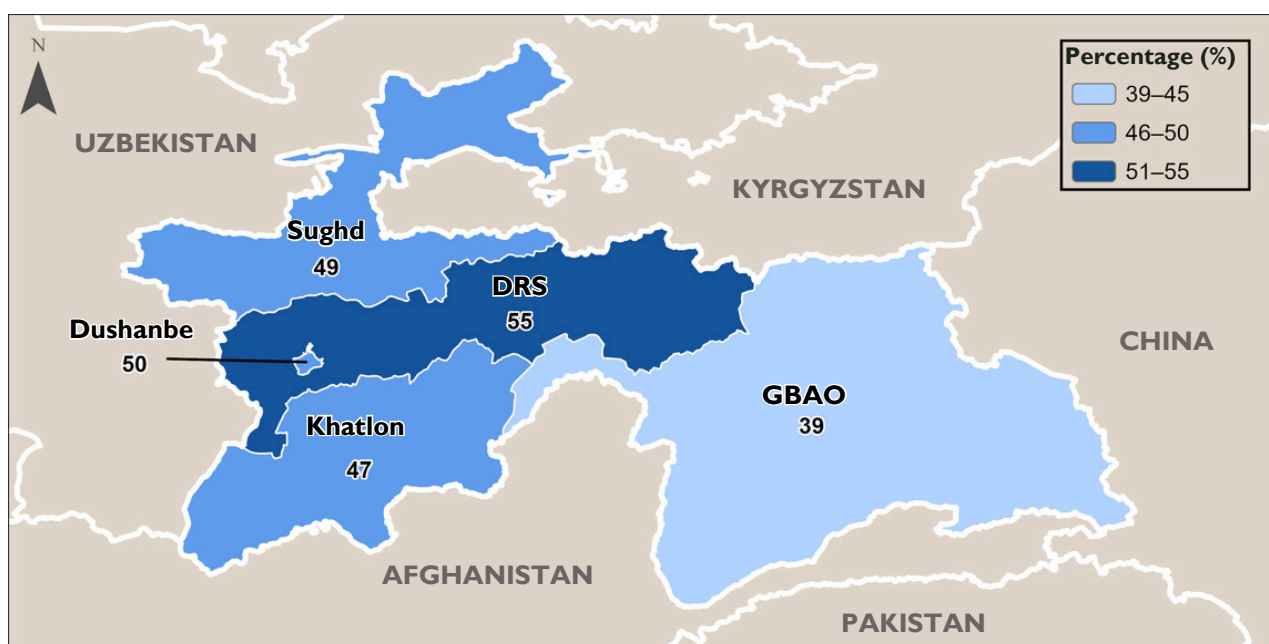 N
Percentage (%)
39–45
46–50
51–55
UZBEKISTAN
KYRGYZSTAN
Sughd
49
DRS
55
Dushanbe
50
CHINA
GBAO
39
Khatlon
47
AFGHANISTAN
PAKISTAN